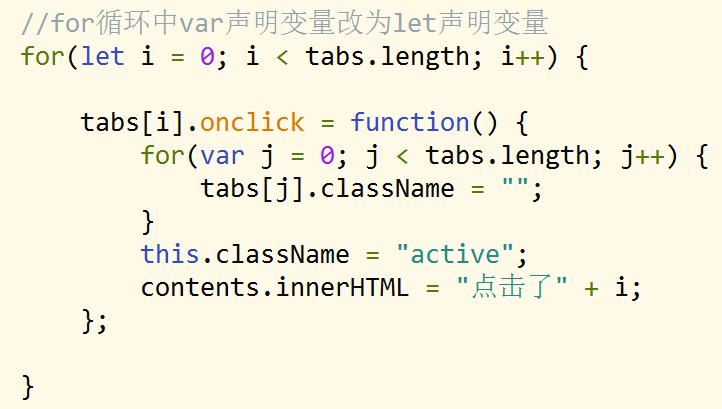 //for循环中var声明变量改为let声明变量
for(let i = 0; i < tabs.length; i++) {
    tabs[i].onclick = function() {
        for(var j = 0; j < tabs.length; j++) {
            tabs[j].className = "";
        }
        this.className = "active";
        contents.innerHTML = "点击了" + i;
    };
}